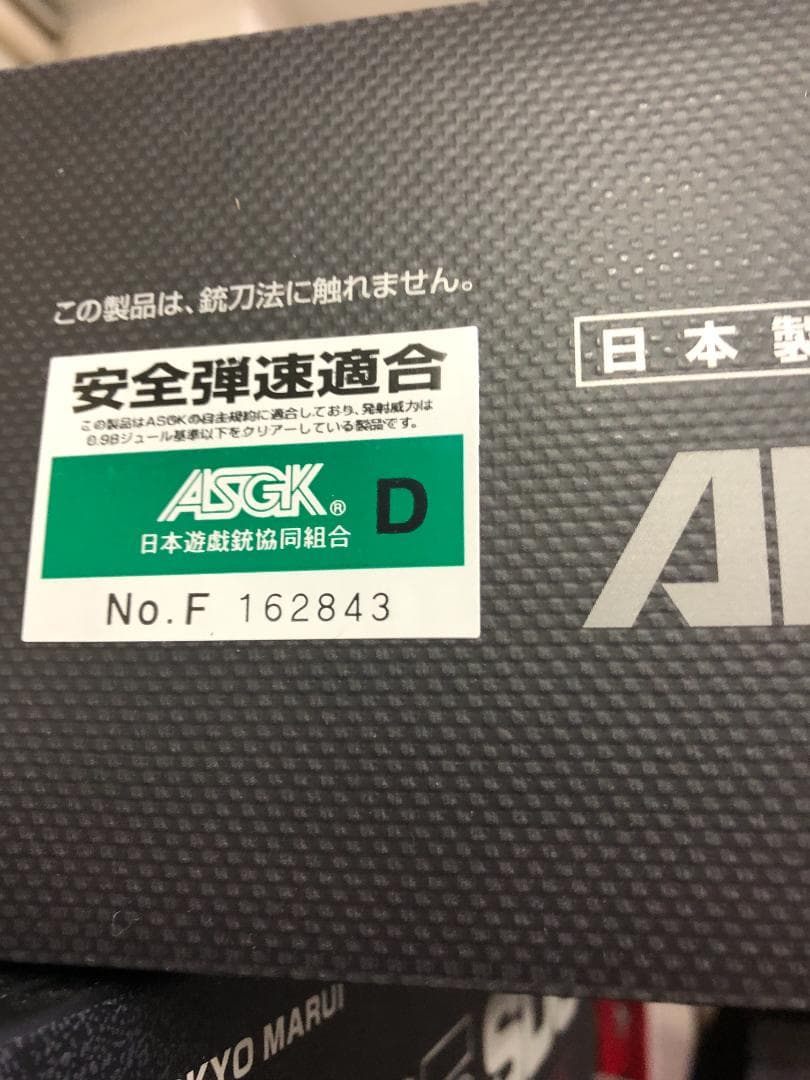 この製品は、銃刀法に触れません。
安全弾速適合
この製品はASGKの自主規約に適合しており、発射威力は
0.98ジュール基準以下をクリアーしている製品です。
ASGK® D
日本遊戯銃協同組合
No.F 162843
日本製
KYO MARUI